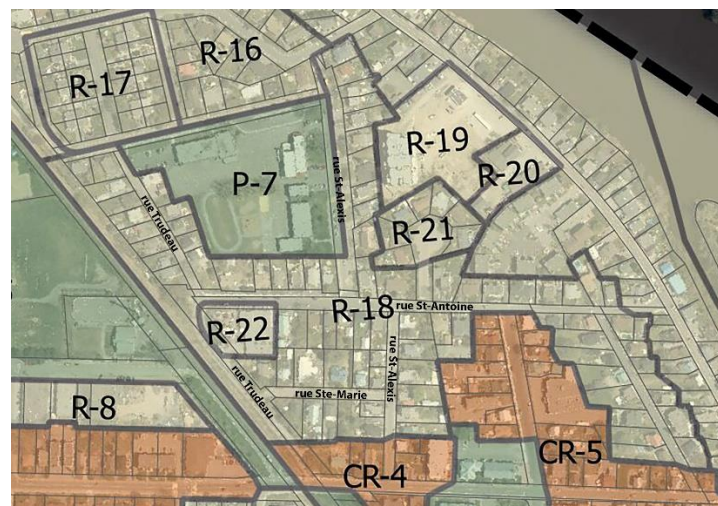 R-16
R-17
R-19
R-20
P-7
rue St-Alexis
rue Trudeau
R-21
R-18
rue St-Antoine
R-22
rue St-Alexis
rue Trudeau
rue Ste-Marie
R-8
CR-5
CR-4